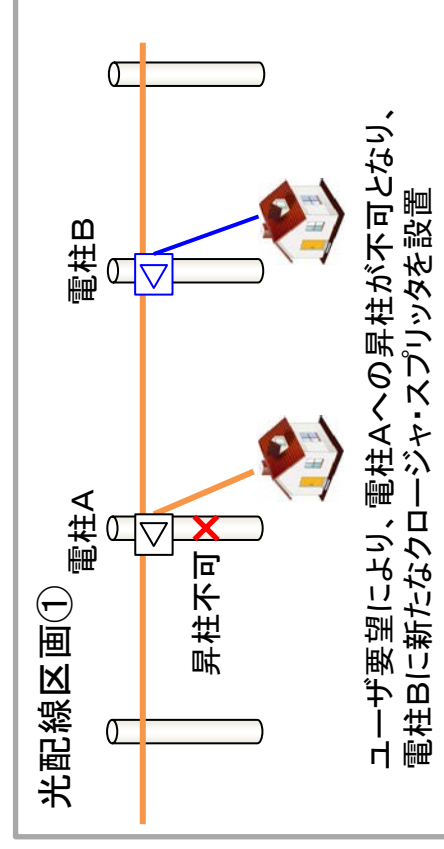 光配線区画①
電柱A
電柱B
昇柱不可
ユーザ要望により、電柱Aへの昇柱が不可となり、
電柱Bに新たなクロージャ・スプリッタを設置